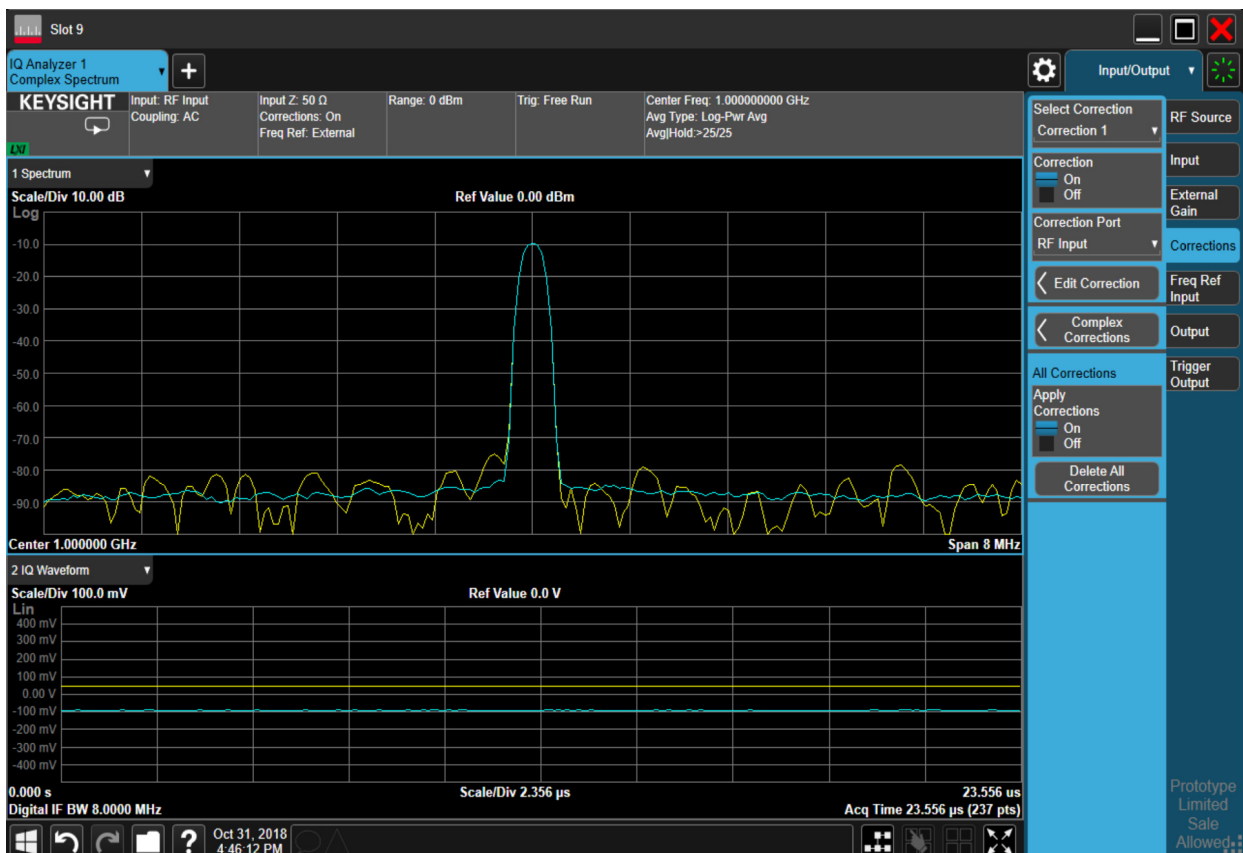 Slot 9
IQ Analyzer 1
Complex Spectrum
+
Input/Output
KEYSIGHT
LXI
Input: RF Input
Coupling: AC
Input Z: 50 Ω
Corrections: On
Freq Ref: External
Range: 0 dBm
Trig: Free Run
Center Freq: 1.000000000 GHz
Avg Type: Log-Pwr Avg
Avg|Hold:>25/25
1 Spectrum
Scale/Div 10.00 dB
Ref Value 0.00 dBm
Log
-10.0
-20.0
-30.0
-40.0
-50.0
-60.0
-70.0
-80.0
-90.0
Center 1.000000 GHz
Span 8 MHz
2 IQ Waveform
Scale/Div 100.0 mV
Ref Value 0.0 V
Lin
400 mV
300 mV
200 mV
100 mV
0.00 V
-100 mV
-200 mV
-300 mV
-400 mV
0.000 s
Scale/Div 2.356 µs
23.556 us
Digital IF BW 8.0000 MHz
Acq Time 23.556 µs (237 pts)
?
Oct 31, 2018
4:46:12 PM
Select Correction
Correction 1
Correction
On
Off
Correction Port
RF Input
Edit Correction
Complex
Corrections
All Corrections
Apply
Corrections
On
Off
Delete All
Corrections
RF Source
Input
External
Gain
Corrections
Freq Ref
Input
Output
Trigger
Output
Prototype
Limited
Sale
Allowed